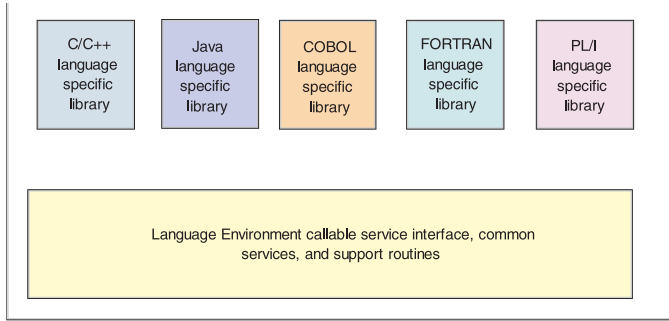 C/C++
language
specific
library
Java
language
specific
library
COBOL
language
specific
library
FORTRAN
language
specific
library
PL/I
language
specific
library
Language Environment callable service interface, common
services, and support routines